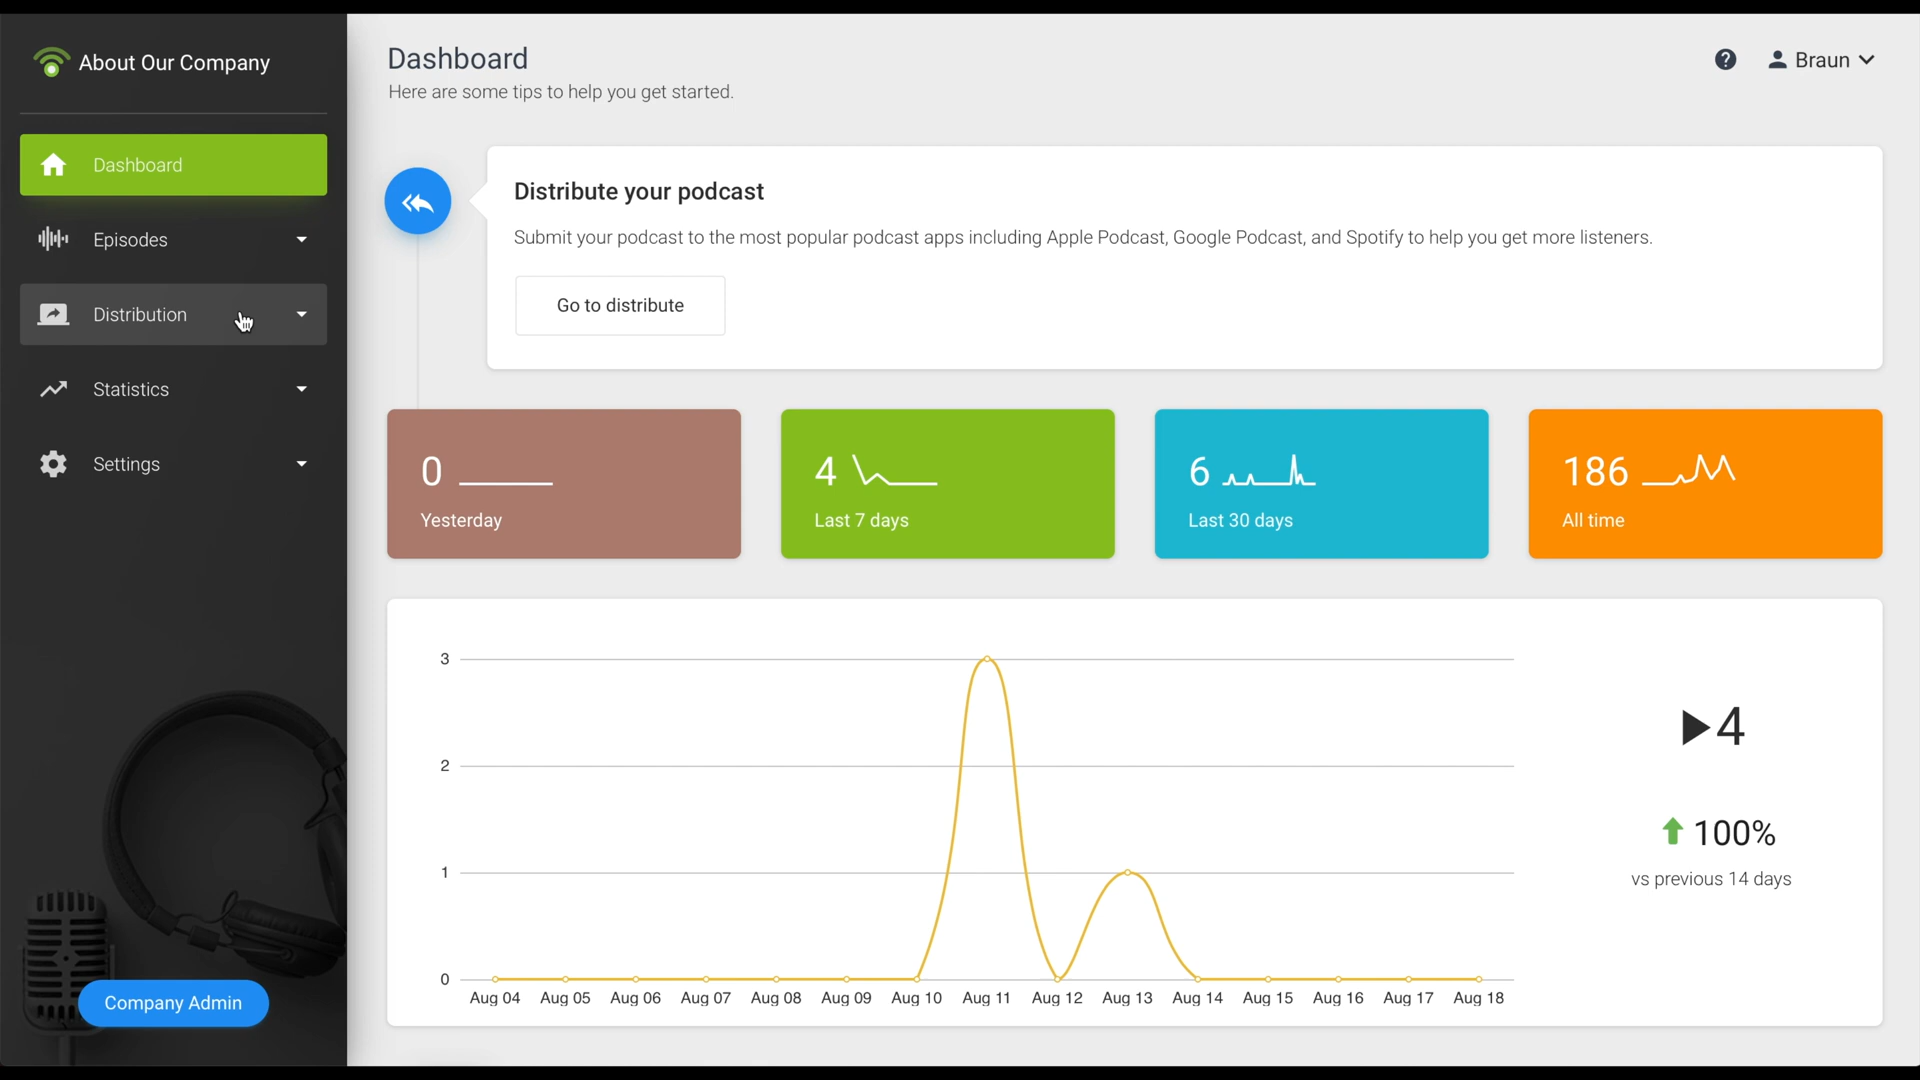 About Our Company
Dashboard
Episodes
Distribution
Statistics
Settings
Company Admin
Dashboard
Here are some tips to help you get started.
? Braun
Distribute your podcast
Submit your podcast to the most popular podcast apps including Apple Podcast, Google Podcast, and Spotify to help you get more listeners.
Go to distribute
0
Yesterday
4
Last 7 days
6
Last 30 days
186
All time
3
2
1
0
Aug 04 Aug 05 Aug 06 Aug 07 Aug 08 Aug 09 Aug 10 Aug 11 Aug 12 Aug 13 Aug 14 Aug 15 Aug 16 Aug 17 Aug 18
4
100%
vs previous 14 days